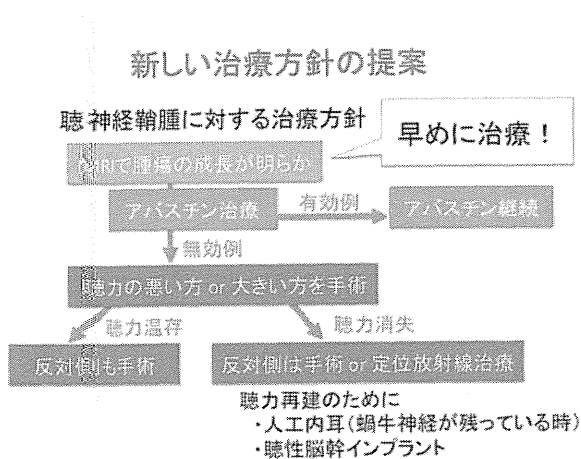 新しい治療方針の提案
聴神経鞘腫に対する治療方針
早めに治療！
MRIで腫瘍の成長が明らか
アバスチン治療
有効例
アバスチン継続
無効例
聴力の悪い方 or 大きい方を手術
聴力温存
聴力消失
反対側も手術
反対側は手術 or 定位放射線治療
聴力再建のために
・人工内耳（蝸牛神経が残っている時）
・聴性脳幹インプラント